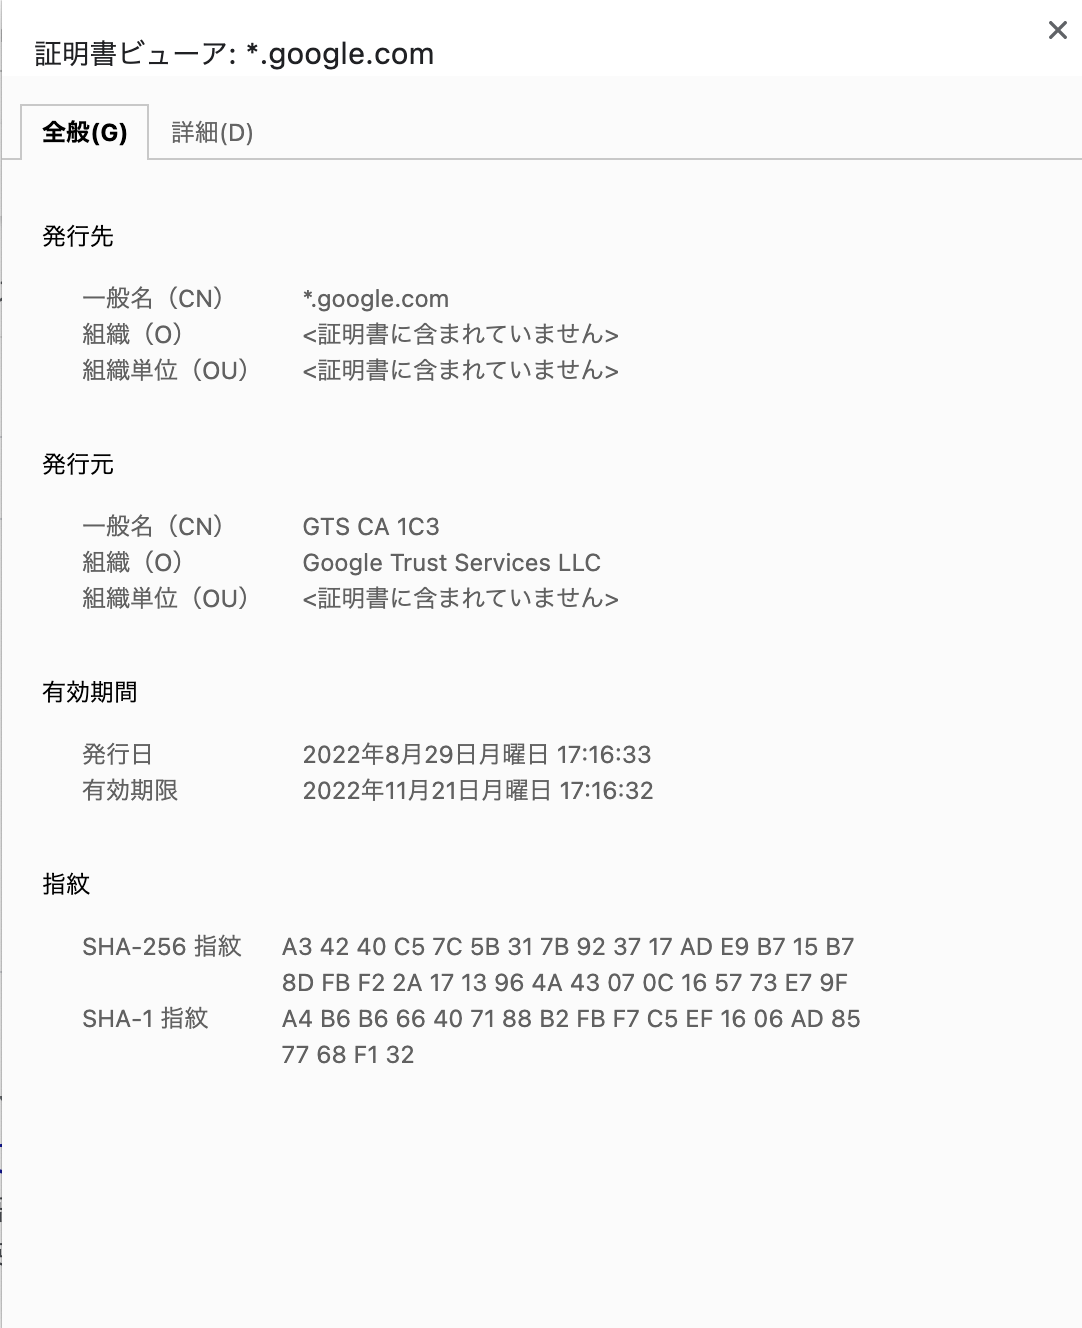 証明書ビューア: *.google.com
全般(G) 詳細(D)
発行先
一般名（CN） *.google.com
組織（O） <証明書に含まれていません>
組織単位（OU） <証明書に含まれていません>
発行元
一般名（CN） GTS CA 1C3
組織（O） Google Trust Services LLC
組織単位（OU） <証明書に含まれていません>
有効期間
発行日 2022年8月29日月曜日 17:16:33
有効期限 2022年11月21日月曜日 17:16:32
指紋
SHA-256 指紋 A3 42 40 C5 7C 5B 31 7B 92 37 17 AD E9 B7 15 B7
8D FB F2 2A 17 13 96 4A 43 07 0C 16 57 73 E7 9F
SHA-1 指紋 A4 B6 B6 66 40 71 88 B2 FB F7 C5 EF 16 06 AD 85
77 68 F1 32